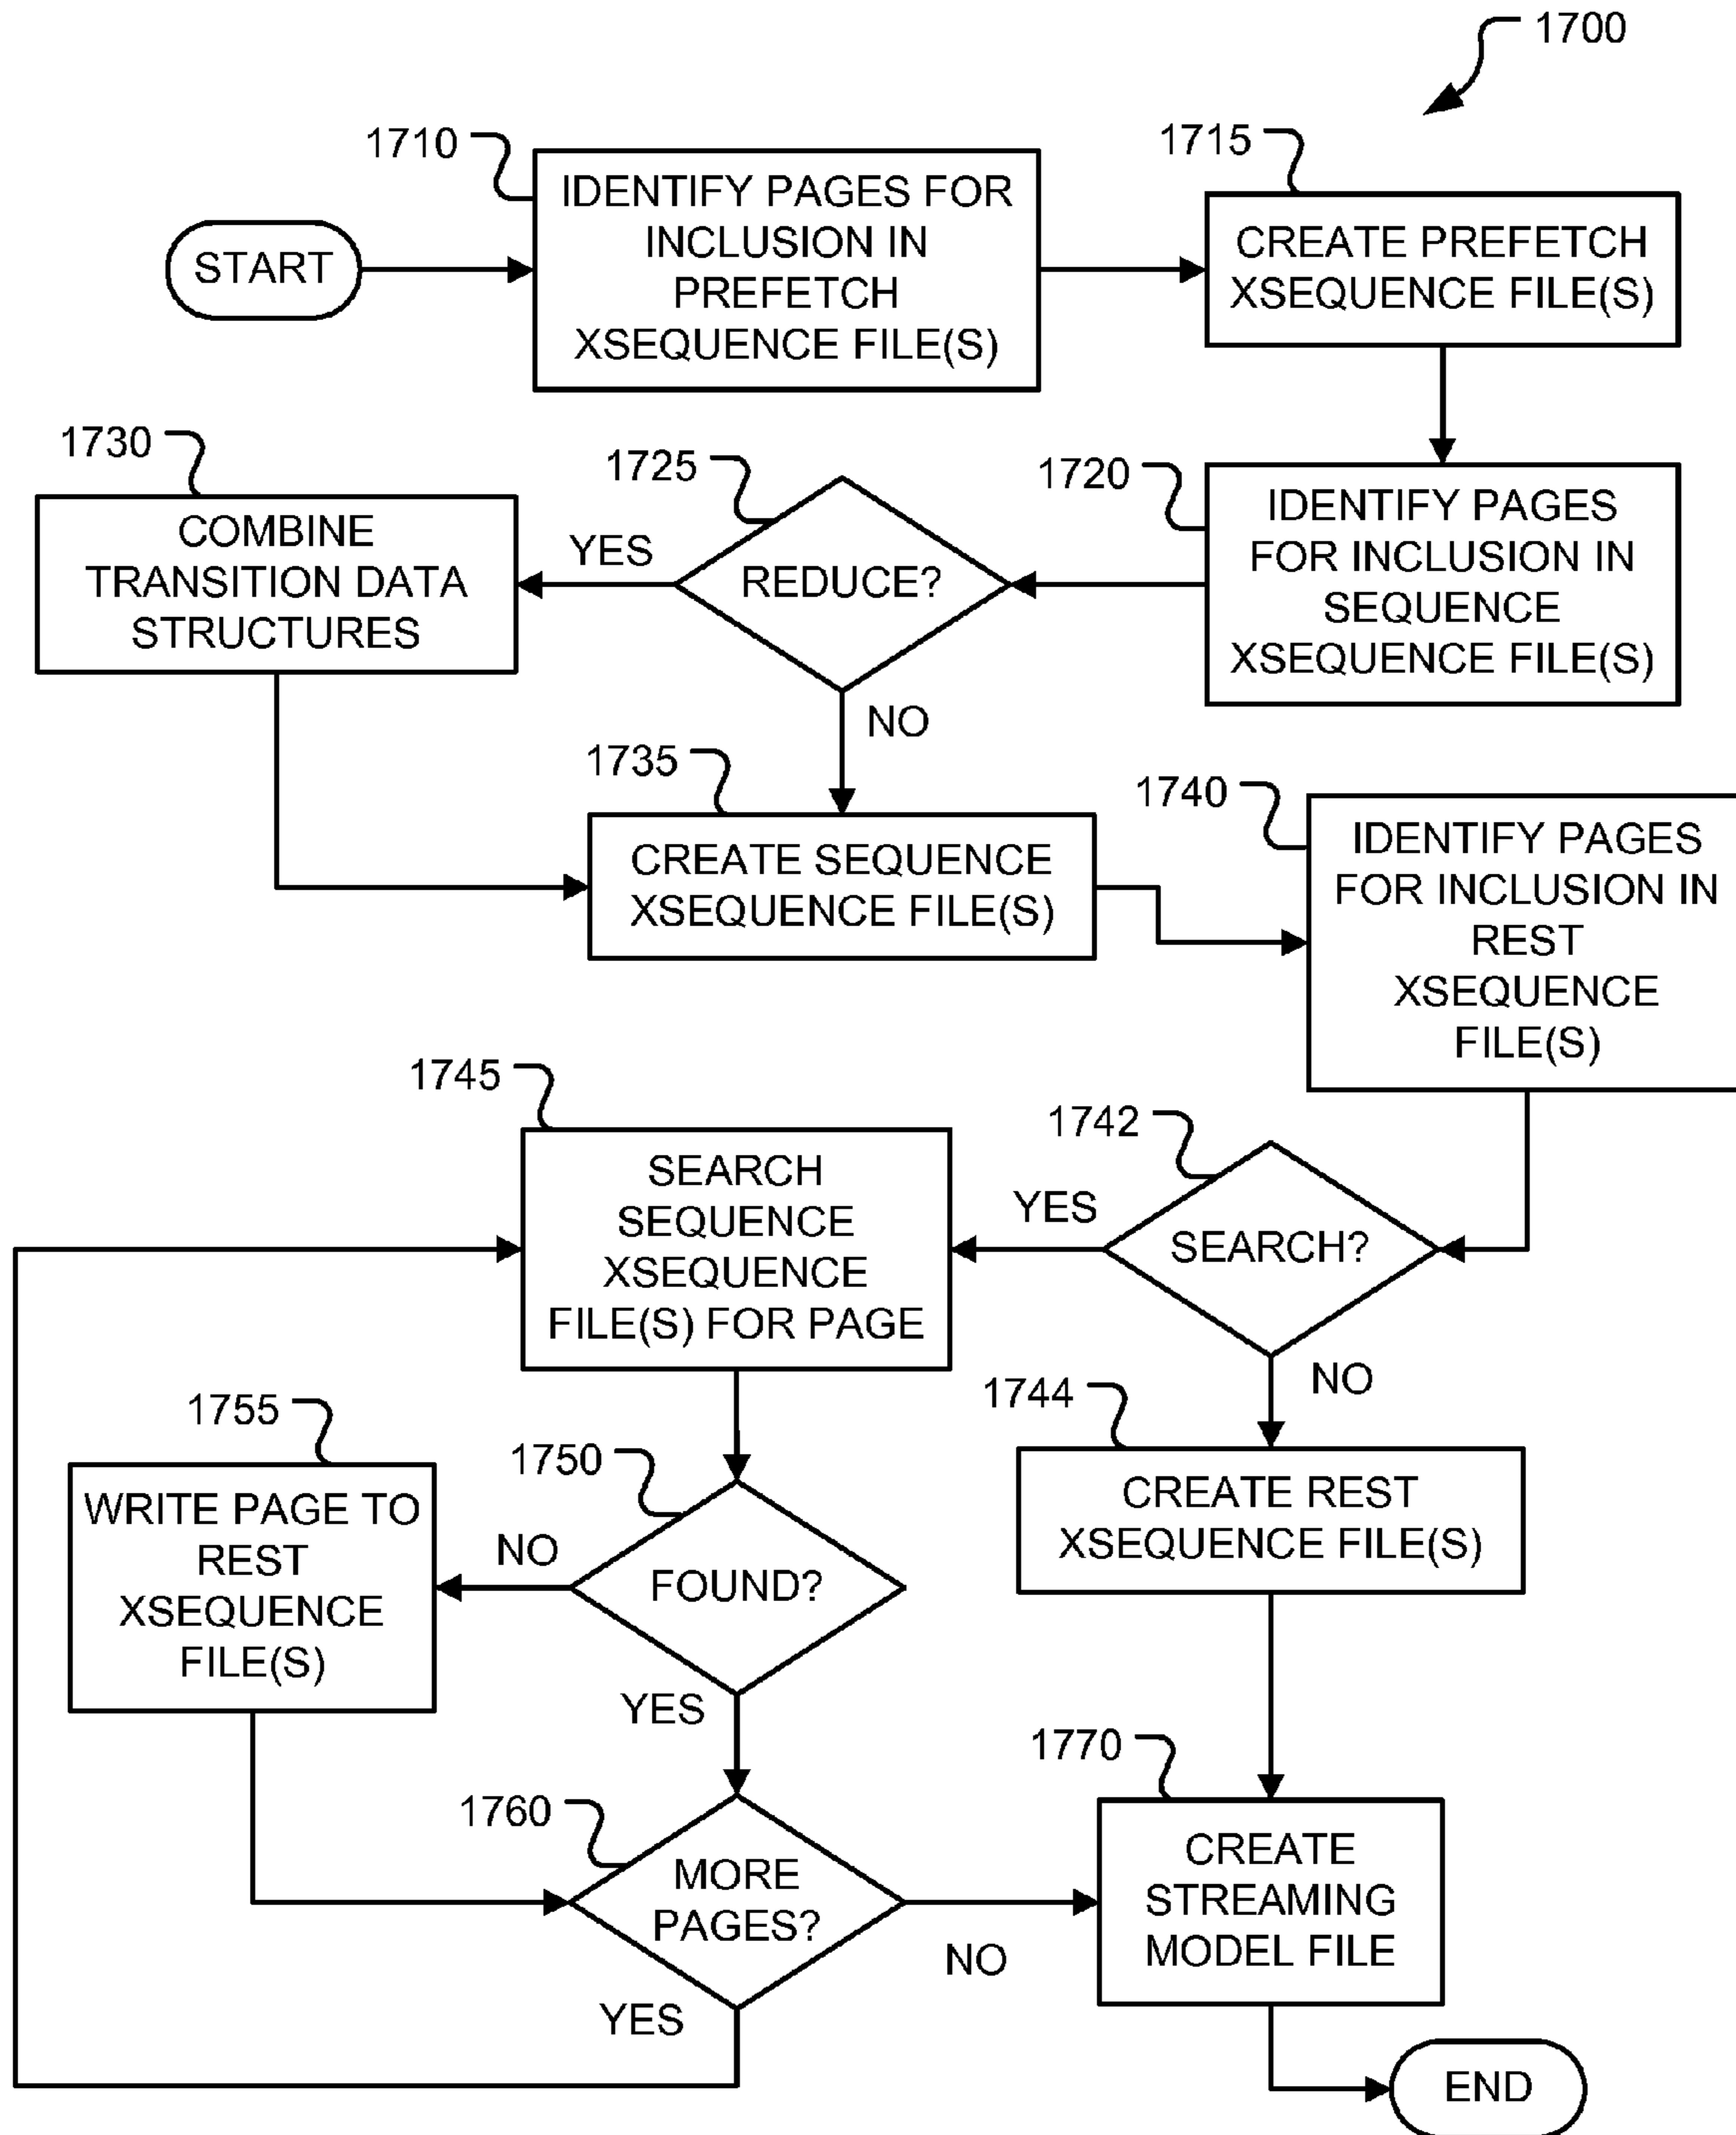 1700
1710
IDENTIFY PAGES FOR
INCLUSION IN
PREFETCH
XSEQUENCE FILE(S)
1715
CREATE PREFETCH
XSEQUENCE FILE(S)
START
1730
COMBINE
TRANSITION DATA
STRUCTURES
YES
1725
REDUCE?
NO
1720
IDENTIFY PAGES
FOR INCLUSION IN
SEQUENCE
XSEQUENCE FILE(S)
1735
CREATE SEQUENCE
XSEQUENCE FILE(S)
1740
IDENTIFY PAGES
FOR INCLUSION IN
REST
XSEQUENCE
FILE(S)
1745
SEARCH
SEQUENCE
XSEQUENCE
FILE(S) FOR PAGE
YES
1742
SEARCH?
NO
1744
CREATE REST
XSEQUENCE FILE(S)
1755
WRITE PAGE TO
REST
XSEQUENCE
FILE(S)
NO
1750
FOUND?
YES
1760
MORE
PAGES?
NO
YES
1770
CREATE
STREAMING
MODEL FILE
END